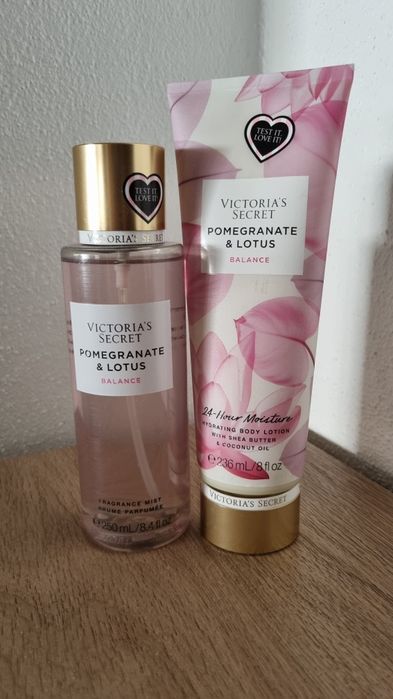 TEST IT.
LOVE IT!
VICTORIA'S SECRET
VICTORIA'S
SECRET
POMEGRANATE
& LOTUS
BALANCE
FRAGRANCE MIST
BRUME PARFUMÉE
℮ 250 mL/8.4 fl oz
TEST IT.
LOVE IT!
VICTORIA'S
SECRET
POMEGRANATE
& LOTUS
BALANCE
24-Hour Moisture
HYDRATING BODY LOTION
WITH SHEA BUTTER
& COCONUT OIL
℮ 236 mL/8 fl oz
VICTORIA'S SECRET